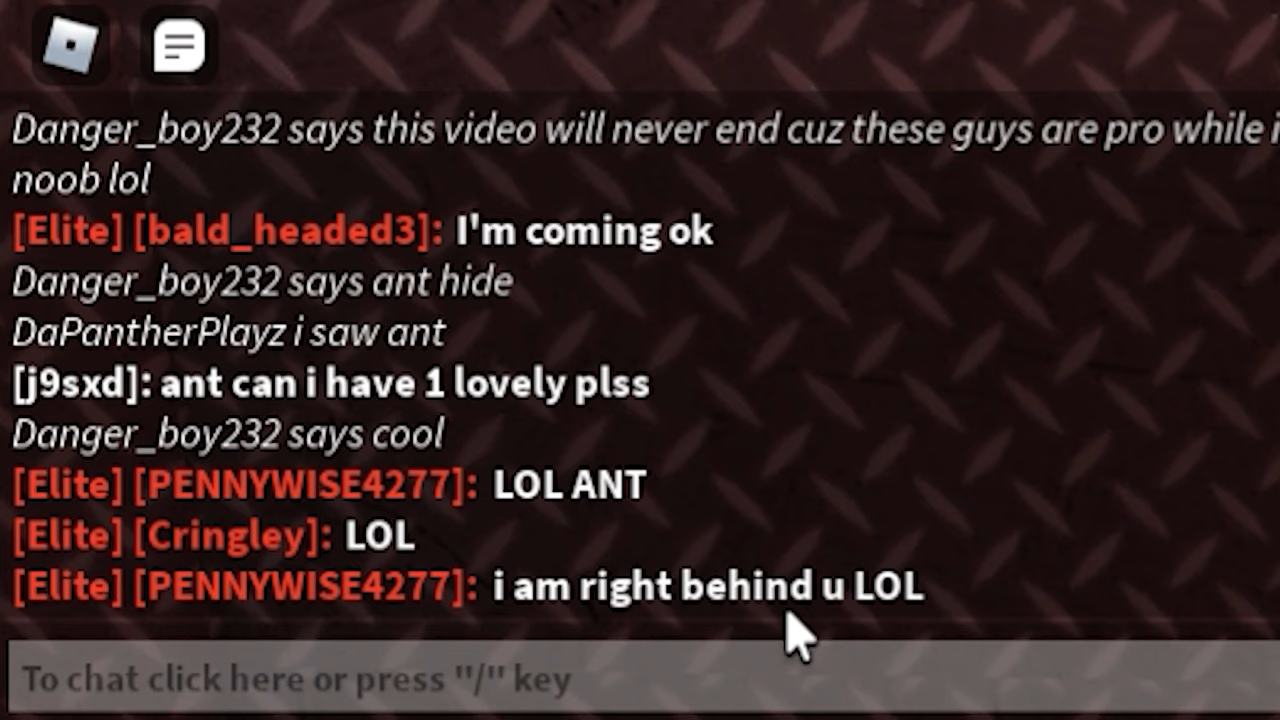 Danger_boy232 says this video will never end cuz these guys are pro while i
noob lol
[Elite] [bald_headed3]: I'm coming ok
Danger_boy232 says ant hide
DaPantherPlayz i saw ant
[j9sxd]: ant can i have 1 lovely plss
Danger_boy232 says cool
[Elite] [PENNYWISE4277]: LOL ANT
[Elite] [Cringley]: LOL
[Elite] [PENNYWISE4277]: i am right behind u LOL
To chat click here or press "/" key